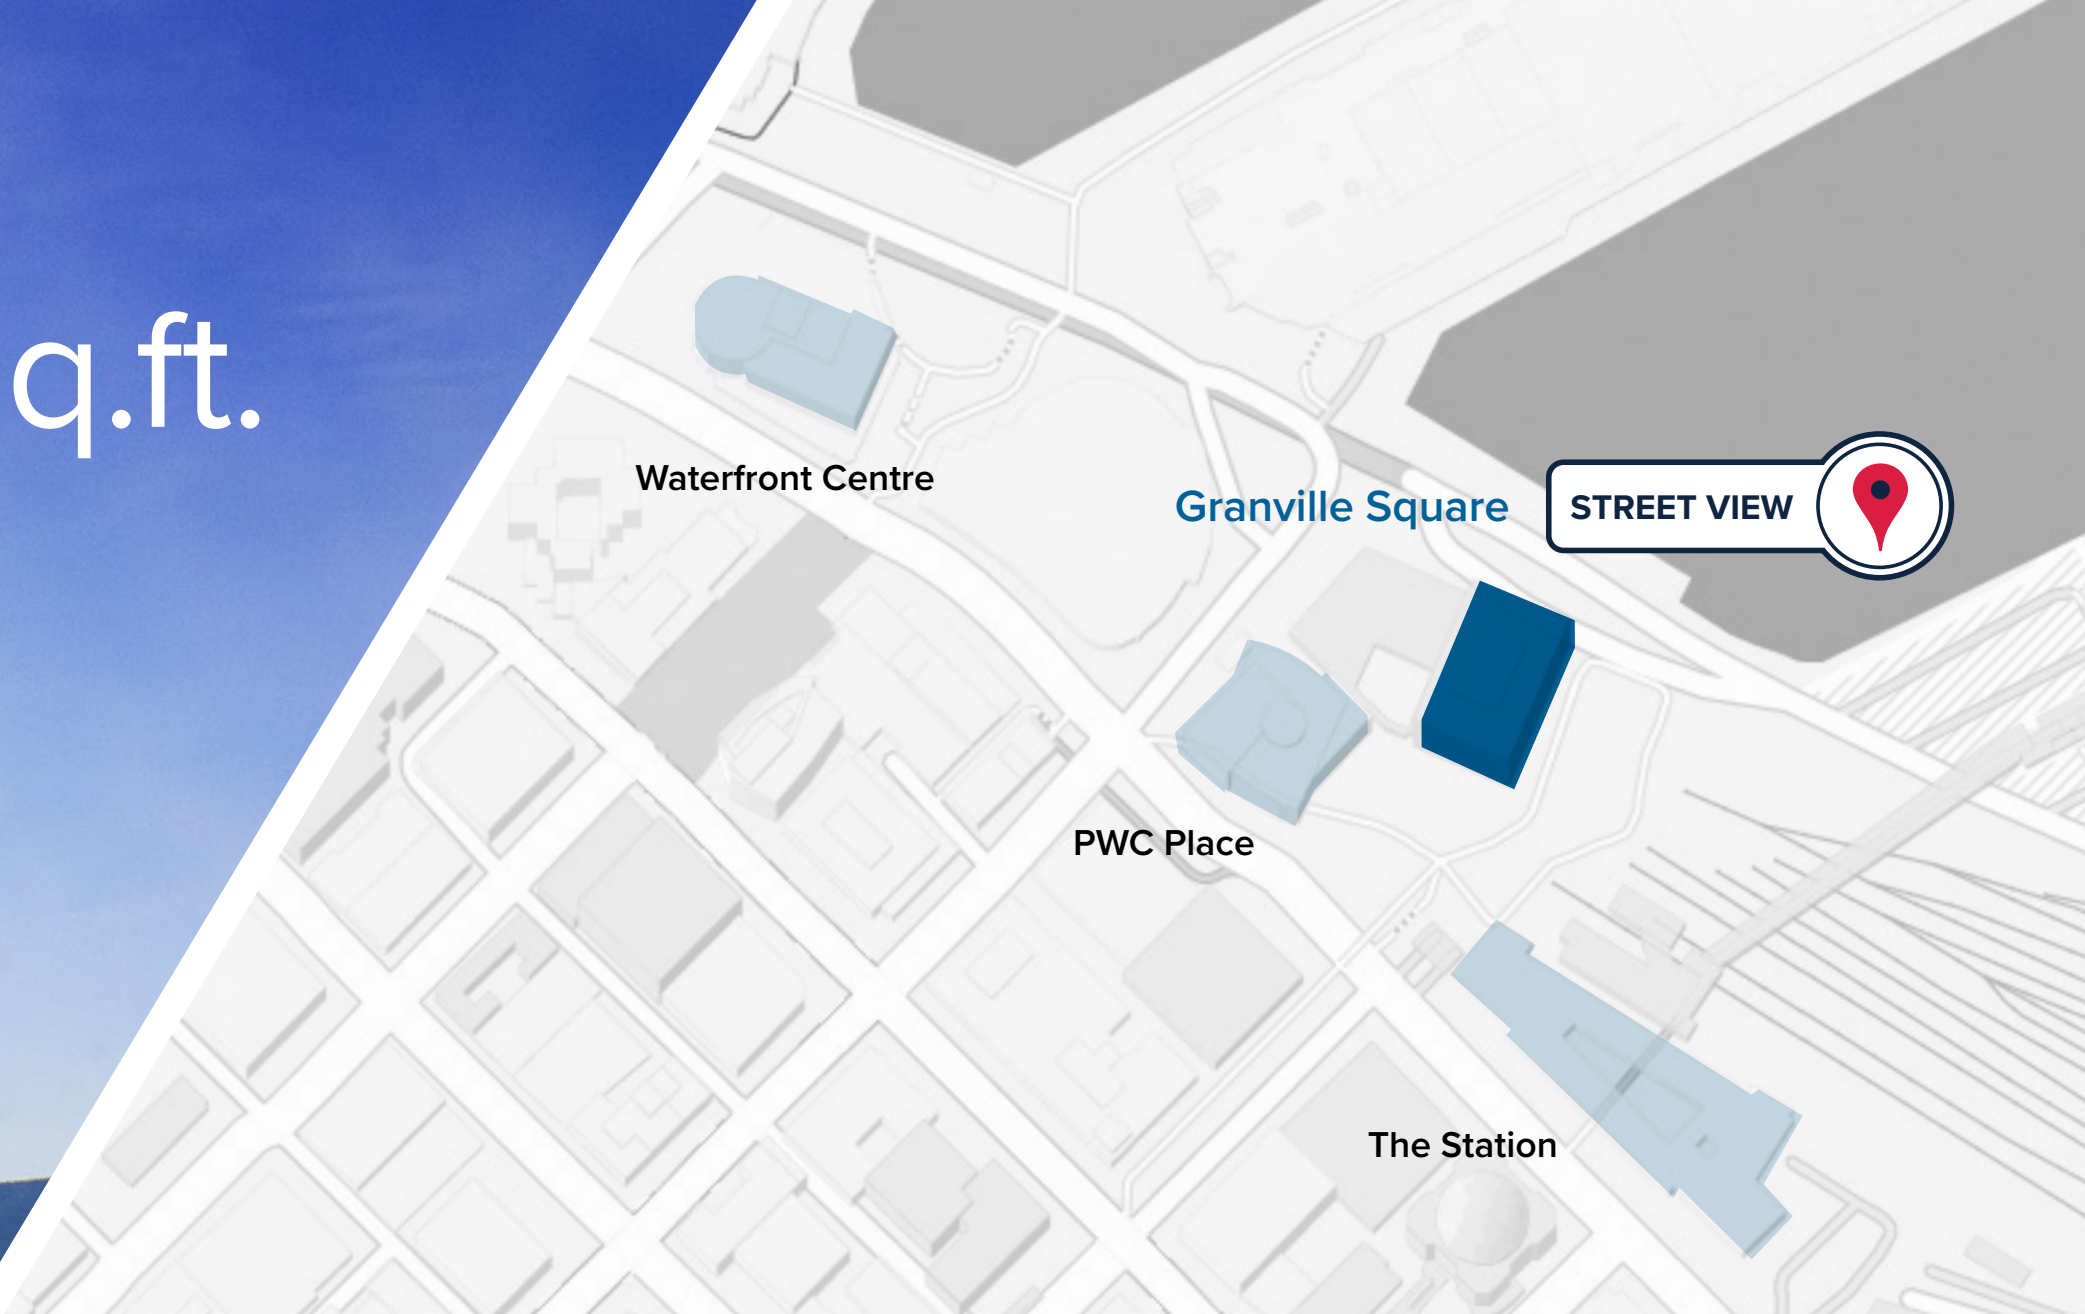 q.ft.
Waterfront Centre
Granville Square
STREET VIEW
PWC Place
The Station